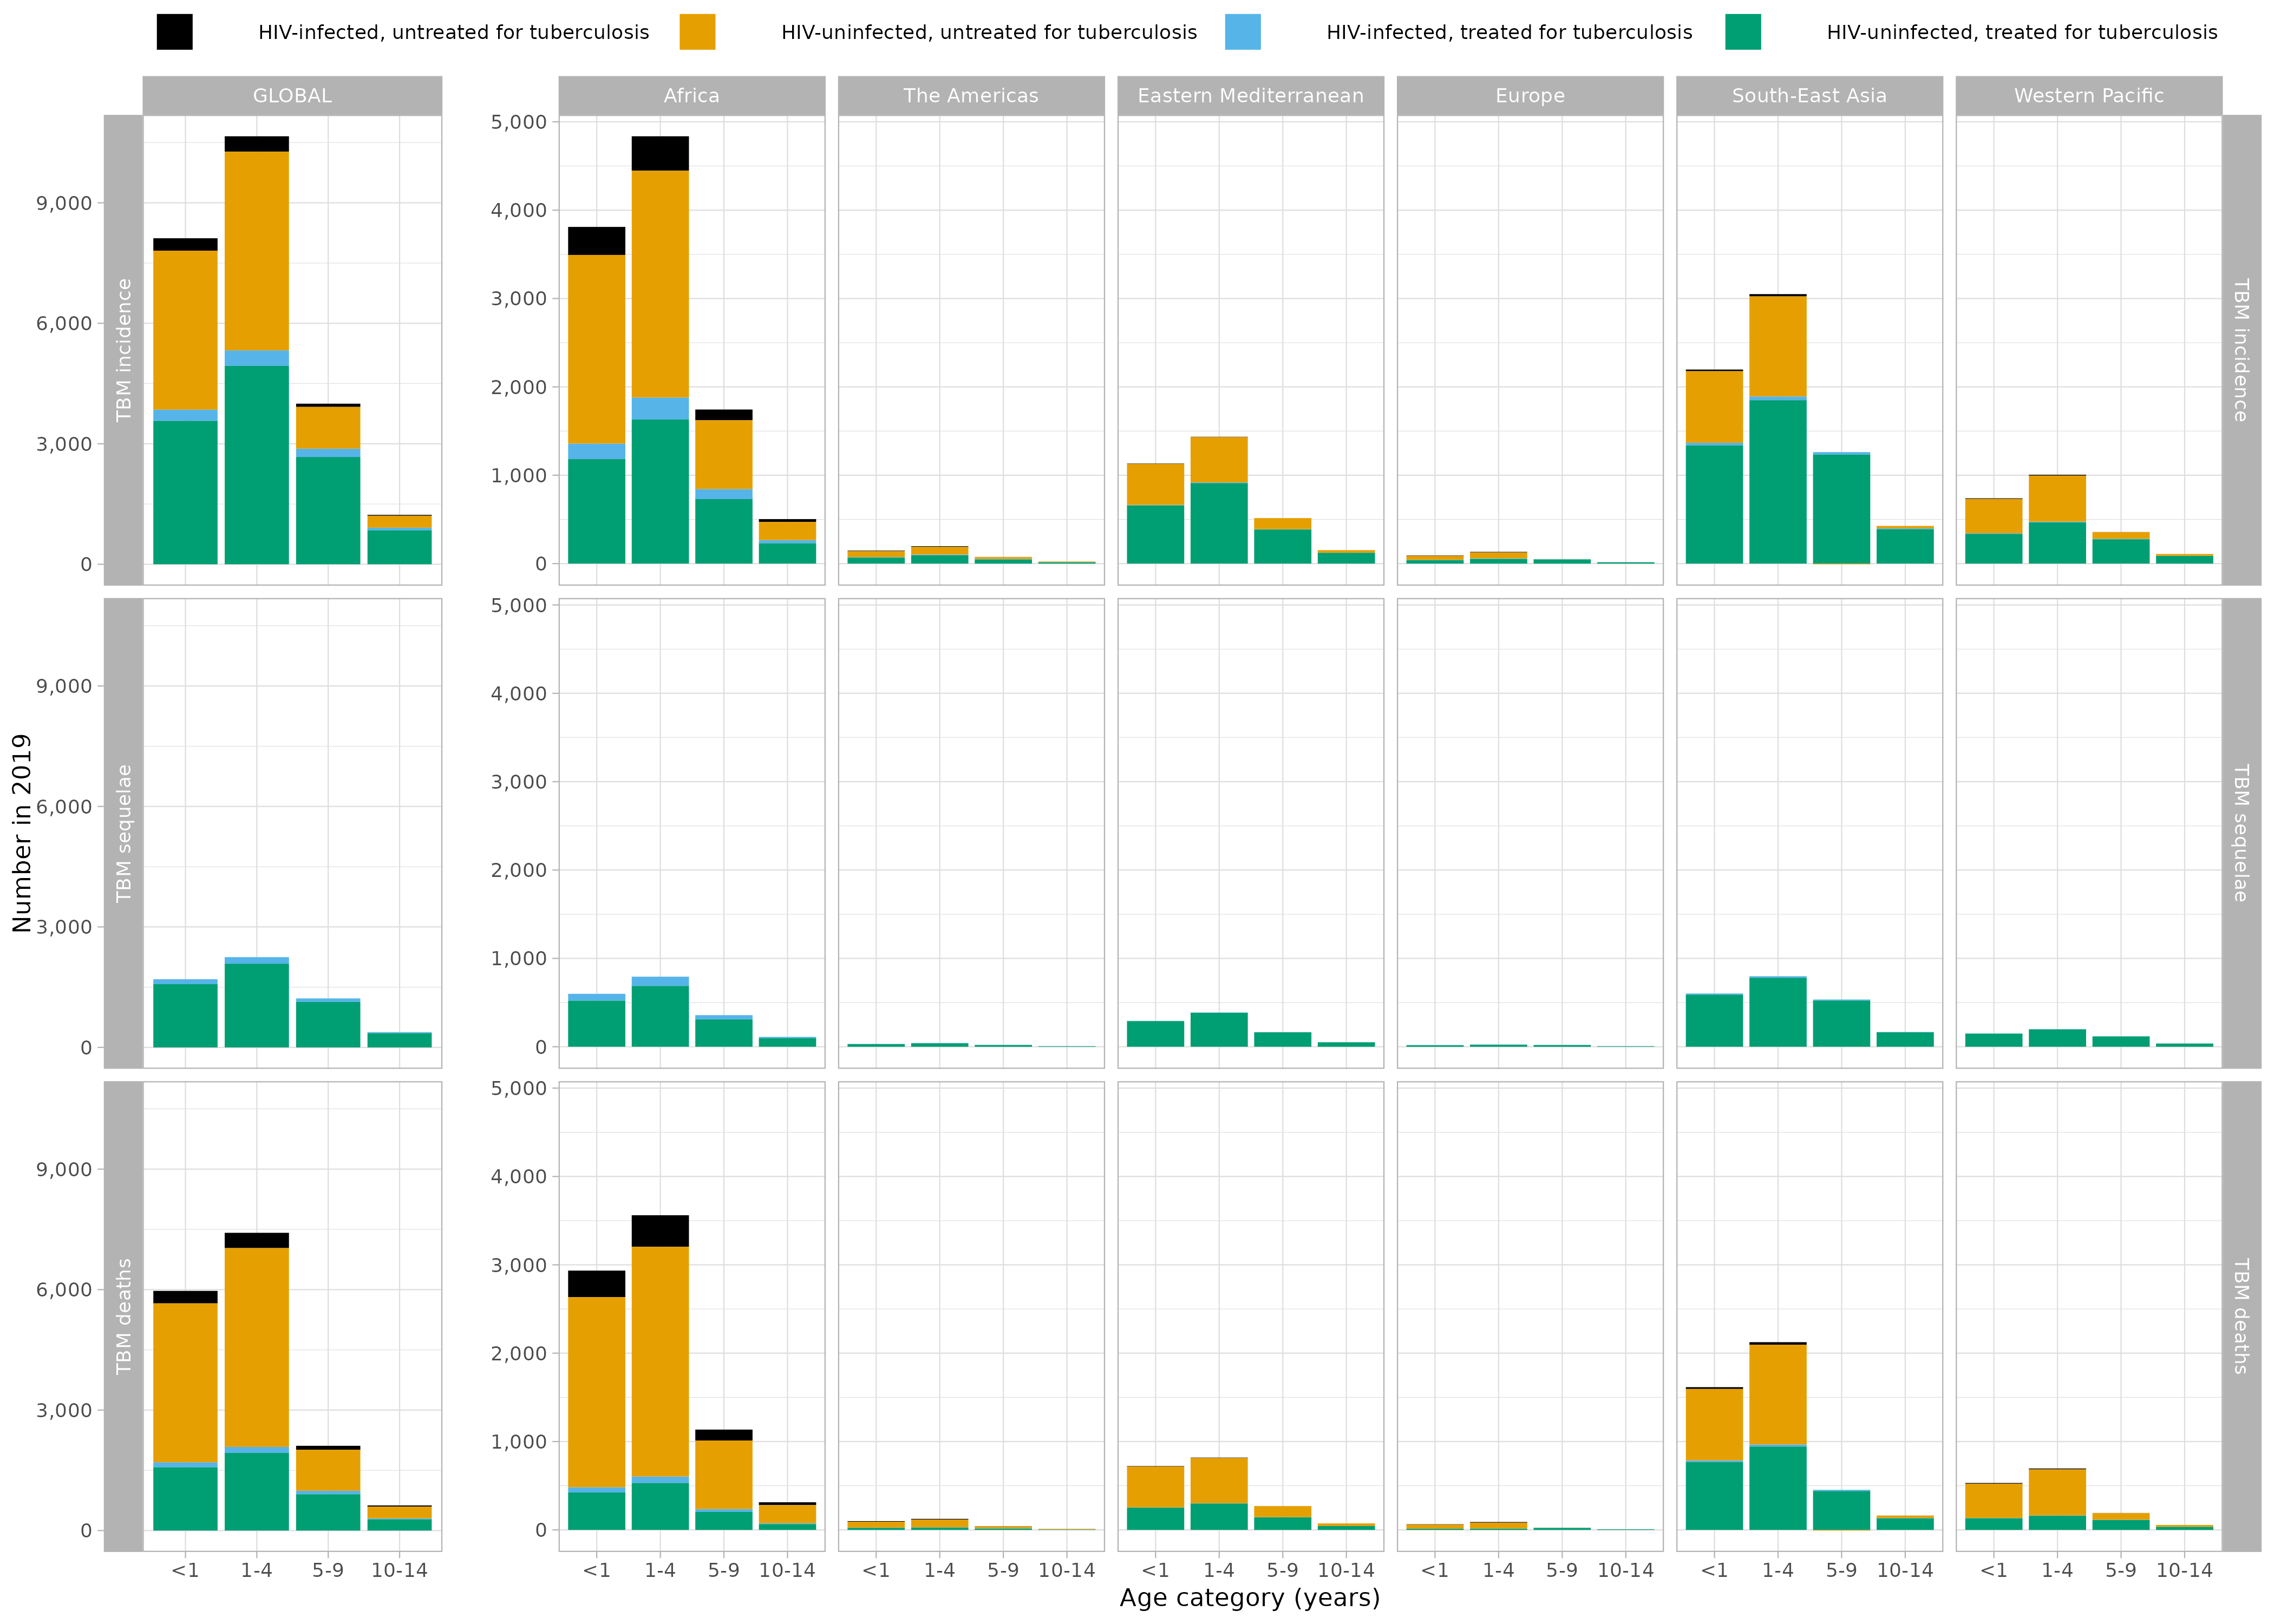 HIV-infected, untreated for tuberculosis HIV-uninfected, untreated for tuberculosis HIV-infected, treated for tuberculosis HIV-uninfected, treated for tuberculosis
GLOBAL Africa The Americas Eastern Mediterranean Europe South-East Asia Western Pacific
Number in 2019
TBM incidence
9,000
6,000
3,000
0
5,000
4,000
3,000
2,000
1,000
0
TBM incidence
TBM sequelae
9,000
6,000
3,000
0
5,000
4,000
3,000
2,000
1,000
0
TBM sequelae
TBM deaths
9,000
6,000
3,000
0
5,000
4,000
3,000
2,000
1,000
0
TBM deaths
<1 1-4 5-9 10-14 <1 1-4 5-9 10-14 <1 1-4 5-9 10-14 <1 1-4 5-9 10-14 <1 1-4 5-9 10-14 <1 1-4 5-9 10-14 <1 1-4 5-9 10-14
Age category (years)